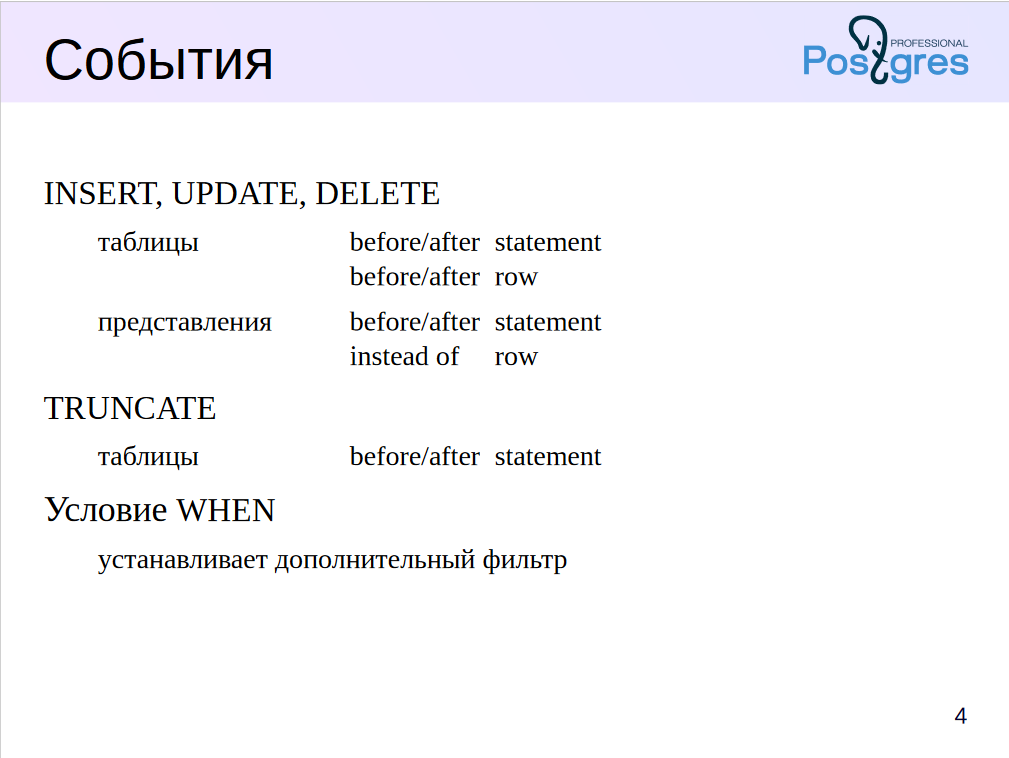 События
PROFESSIONAL
Postgres
INSERT, UPDATE, DELETE
таблицы before/after statement
before/after row
представления before/after statement
instead of row
TRUNCATE
таблицы before/after statement
Условие WHEN
устанавливает дополнительный фильтр
4